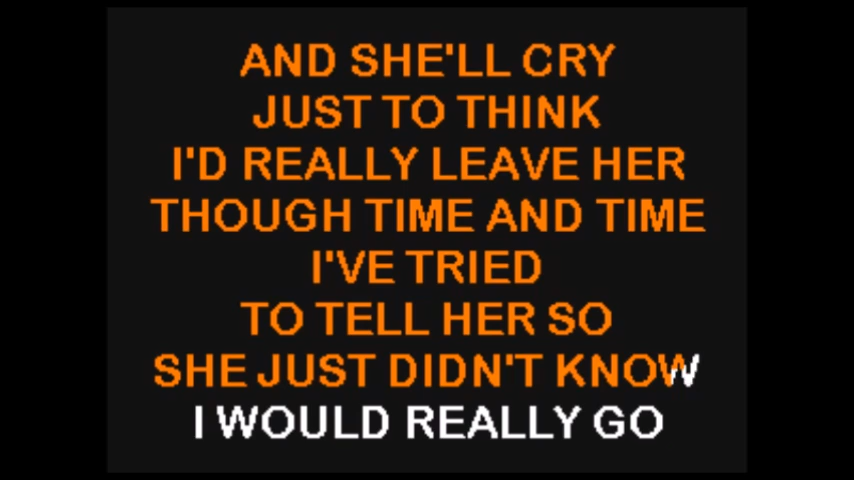 AND SHE'LL CRY
JUST TO THINK
I'D REALLY LEAVE HER
THOUGH TIME AND TIME
I'VE TRIED
TO TELL HER SO
SHE JUST DIDN'T KNOW
I WOULD REALLY GO